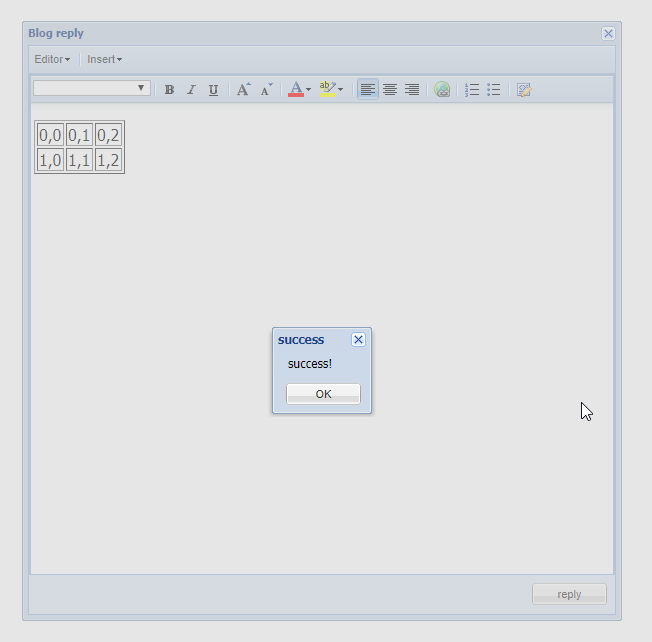 Blog reply
Editor Insert
B I U A A A ab
0,0 0,1 0,2
1,0 1,1 1,2
success
success!
OK
reply